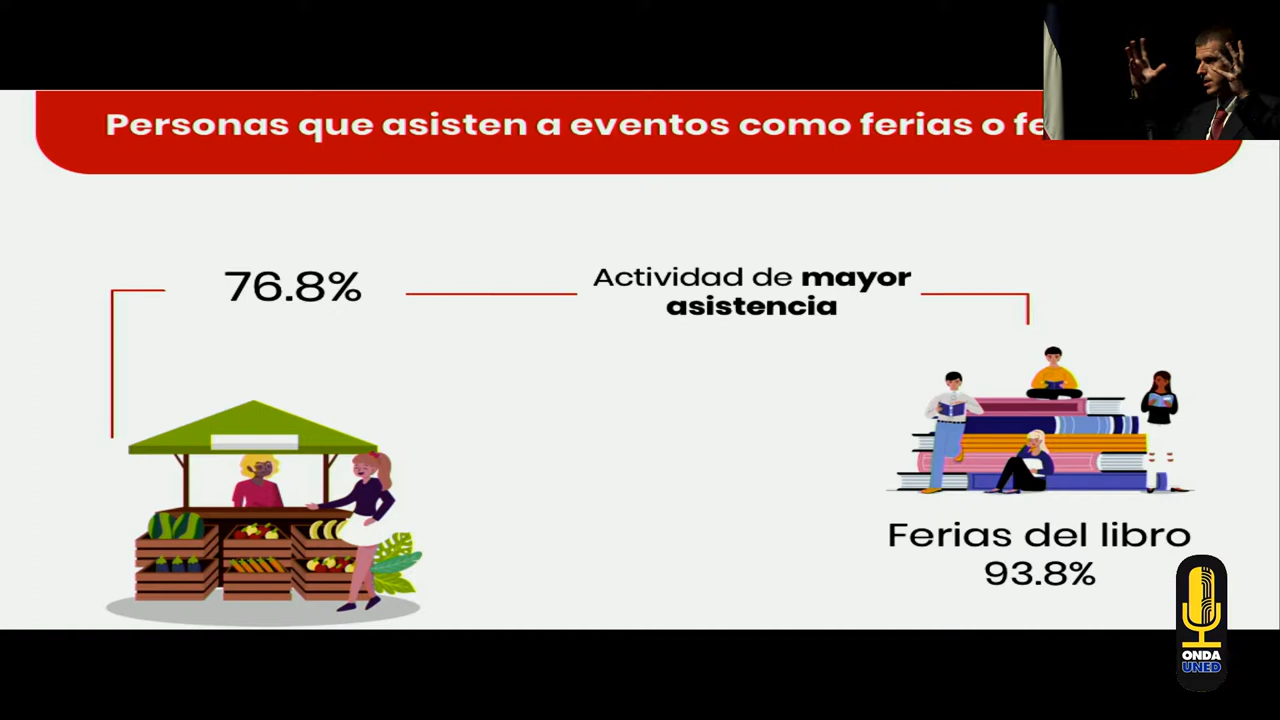 Personas que asisten a eventos como ferias o
76.8%
Actividad de mayor
asistencia
Ferias del libro
93.8%
ONDA
UNED